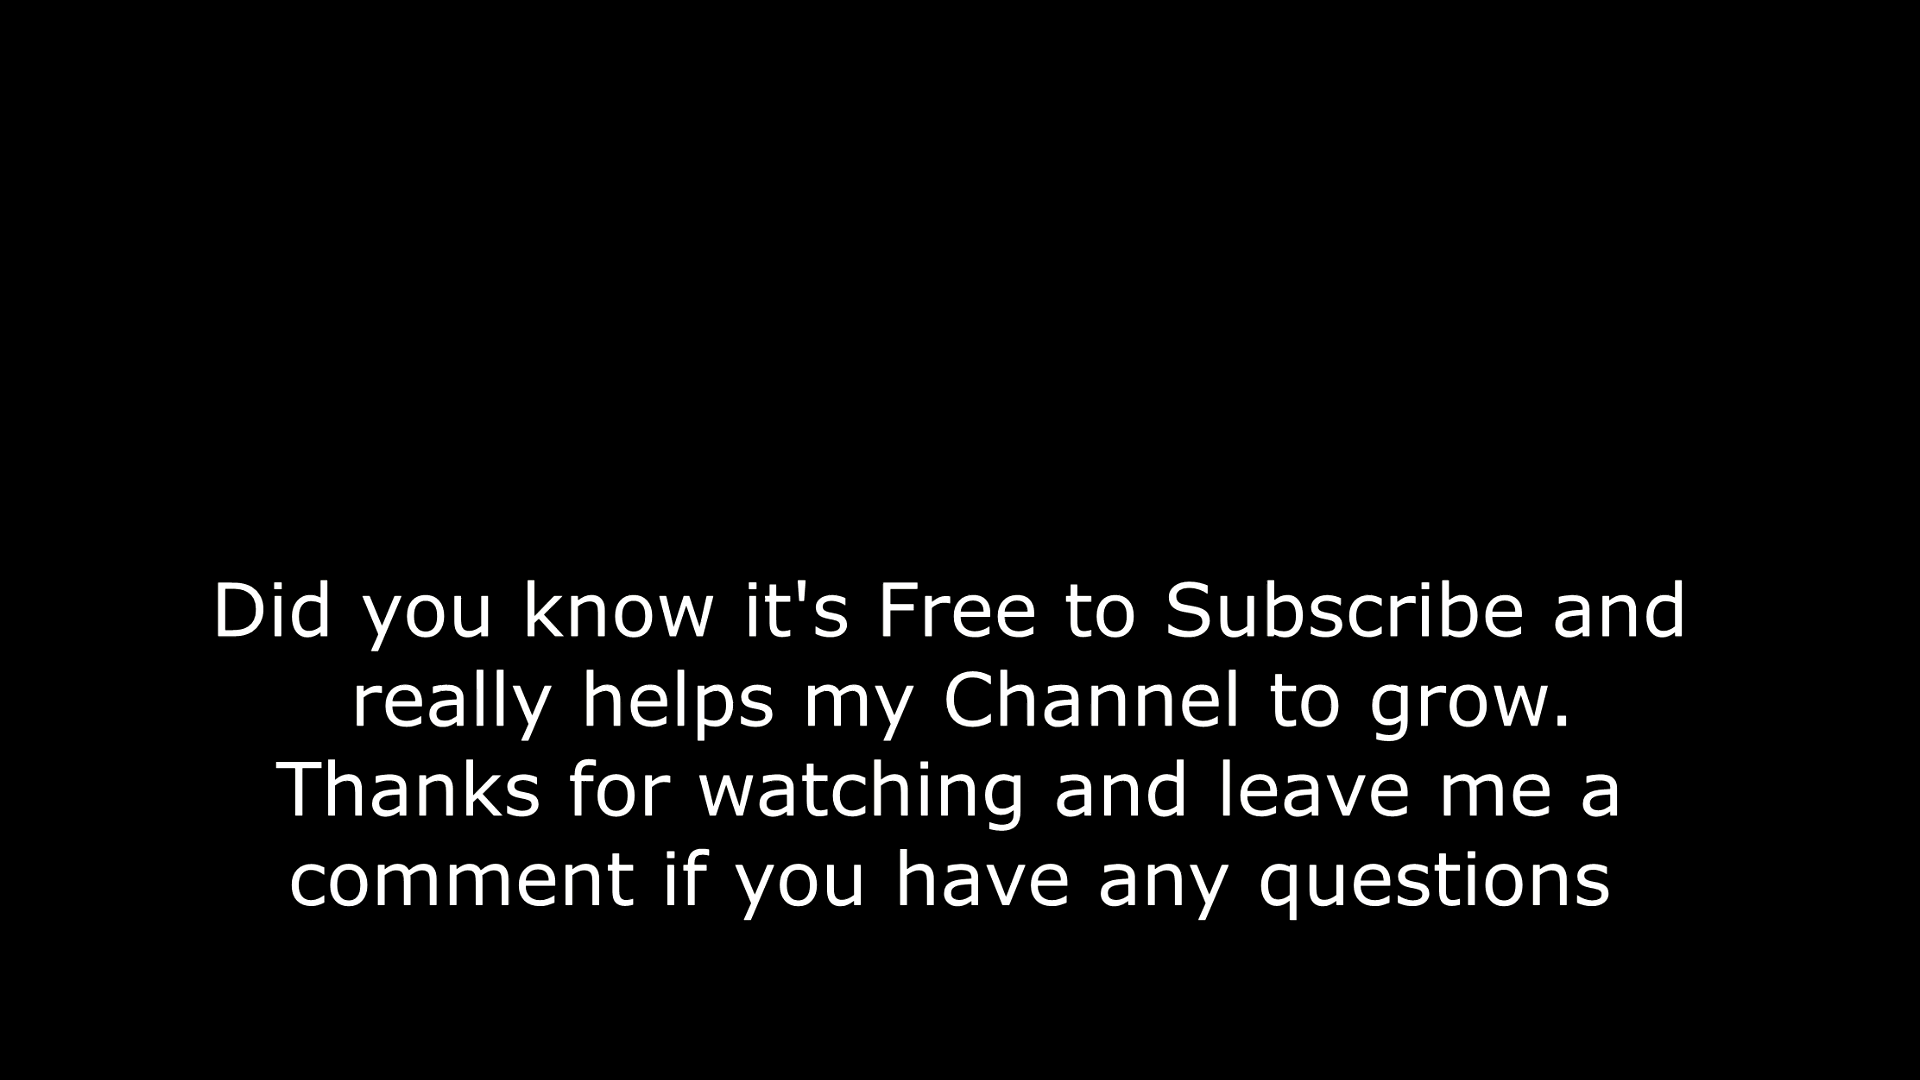 Did you know it's Free to Subscribe and
really helps my Channel to grow.
Thanks for watching and leave me a
comment if you have any questions